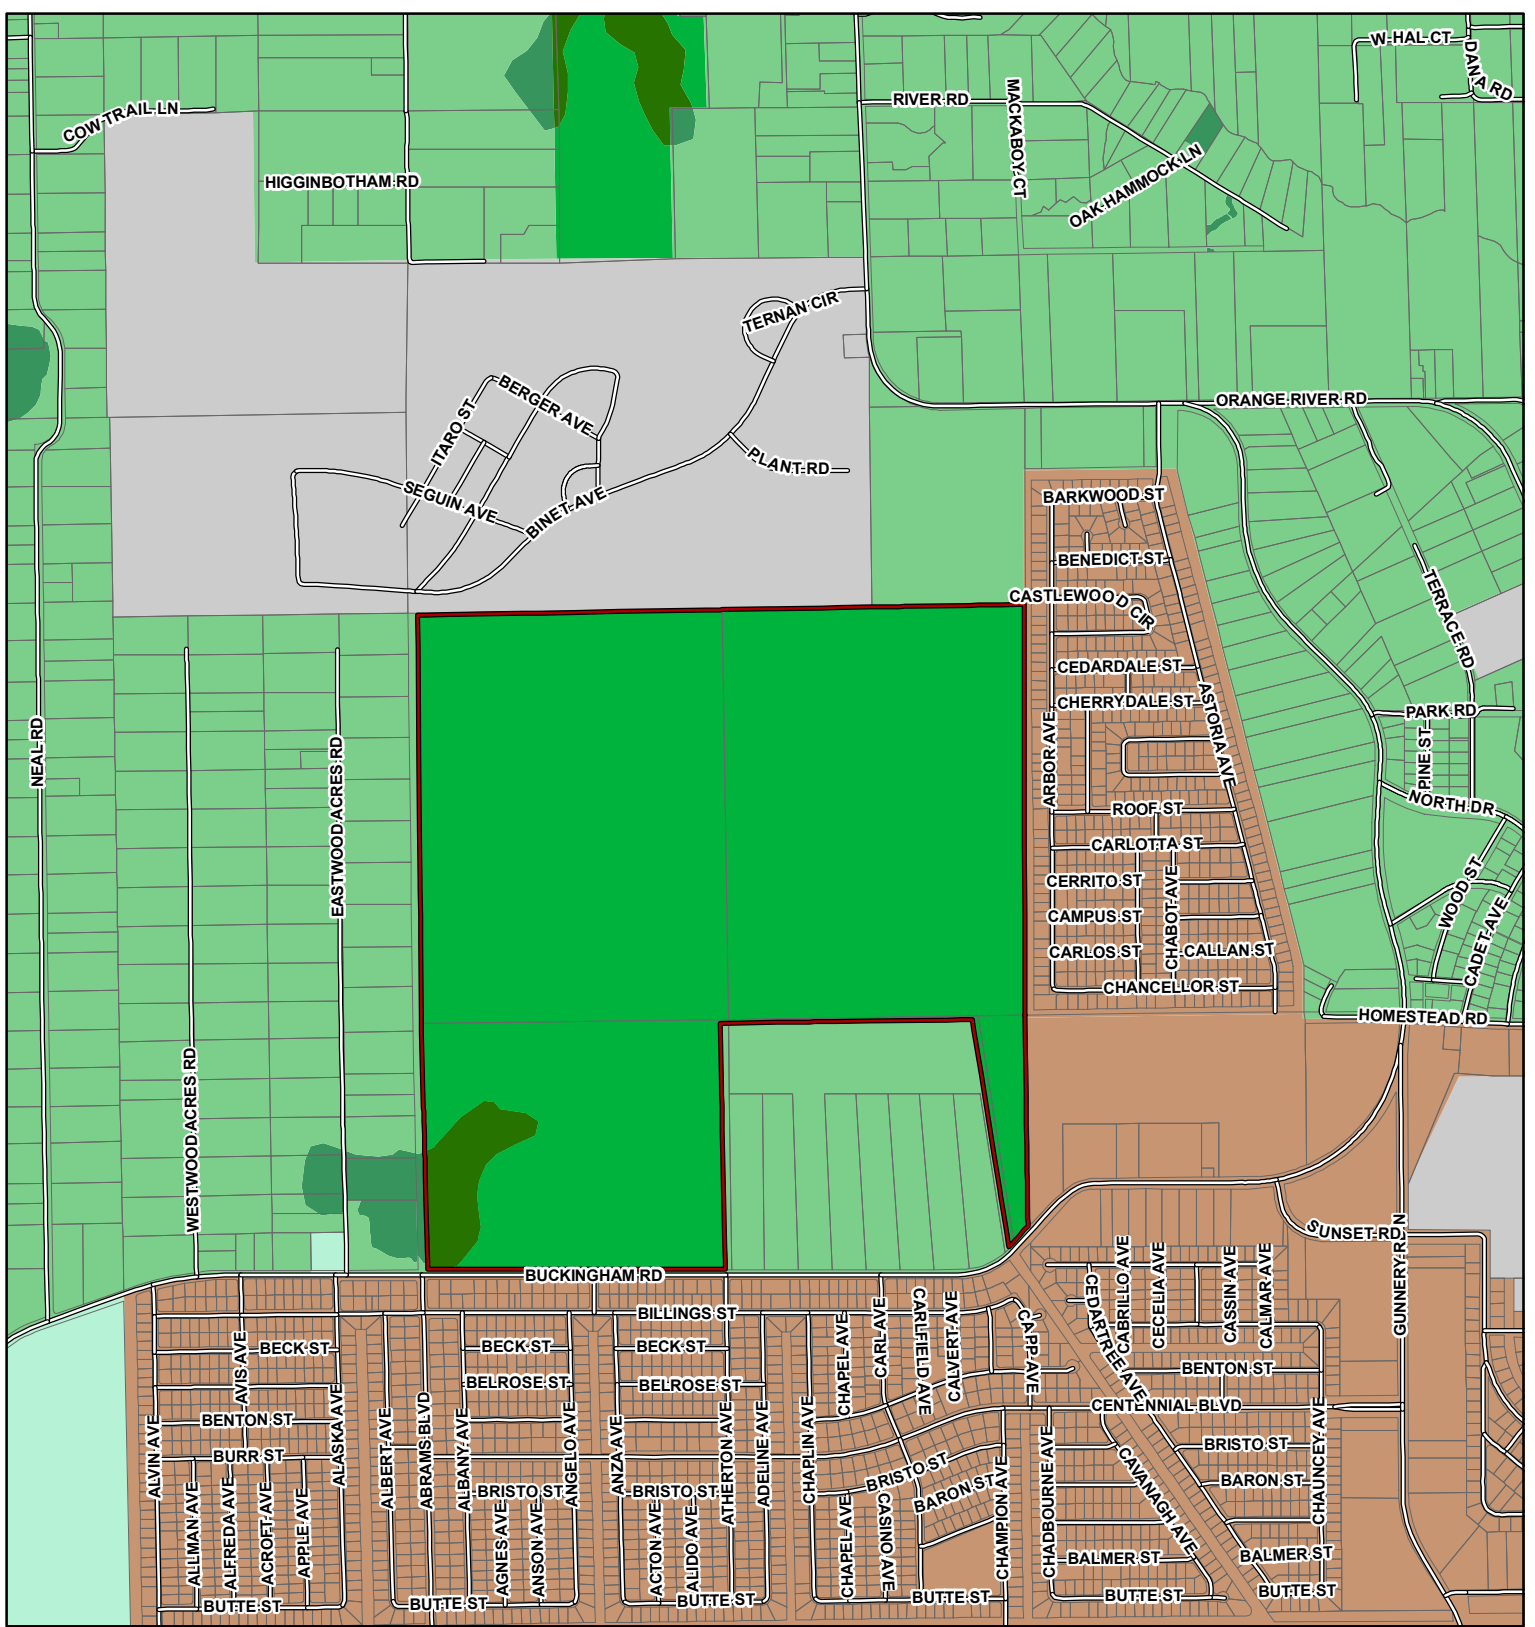 W HAL CT
DANA RD
COW TRAIL LN
RIVER RD
MACKABOY CT
OAK HAMMOCK LN
HIGGINBOTHAM RD
TERNAN CIR
BERGER AVE
ITARO ST
ORANGE RIVER RD
PLANT RD
SEGUIN AVE
BINET AVE
BARKWOOD ST
BENEDICT ST
CASTLEWOOD CIR
TERRACE RD
CEDARDALE ST
CHERRYDALE ST
ASTORIA AVE
ARBOR AVE
PARK RD
PINE ST
NORTH DR
NEAL RD
EASTWOOD ACRES RD
ROOF ST
CARLOTTA ST
CERRITO ST
CHABOT AVE
CAMPUS ST
CARLOS ST
CALLAN ST
CHANCELLOR ST
WOOD ST
CADET AVE
HOMESTEAD RD
WESTWOOD ACRES RD
SUNSET RD
GUNNERY RD N
BUCKINGHAM RD
BILLINGS ST
CEDARTREE AVE
CABRILLO AVE
CECELIA AVE
CASSIN AVE
CALMAR AVE
AVIS AVE
BECK ST
BECK ST
BECK ST
CHAPEL AVE
CARL AVE
CARLFIELD AVE
CALVERT AVE
CAPP AVE
BELROSE ST
BELROSE ST
BENTON ST
BENTON ST
CENTENNIAL BLVD
ALVIN AVE
BURR ST
ALASKA AVE
ALBERT AVE
ABRAMS BLVD
ALBANY AVE
ANGELO AVE
ANZA AVE
ATHERTON AVE
ADELINE AVE
CHAPLIN AVE
BRISTO ST
BRISTO ST
BRISTO ST
BRISTO ST
BARON ST
BARON ST
CHAUNCEY AVE
ALLMAN AVE
ALFREDA AVE
ACROFT AVE
APPLE AVE
AGNES AVE
ANSON AVE
ACTON AVE
ALIDO AVE
CHAPEL AVE
CASINO AVE
CHAMPION AVE
CHADBOURNE AVE
CAVANAGH AVE
BALMER ST
BALMER ST
BUTTE ST
BUTTE ST
BUTTE ST
BUTTE ST
BUTTE ST
BUTTE ST